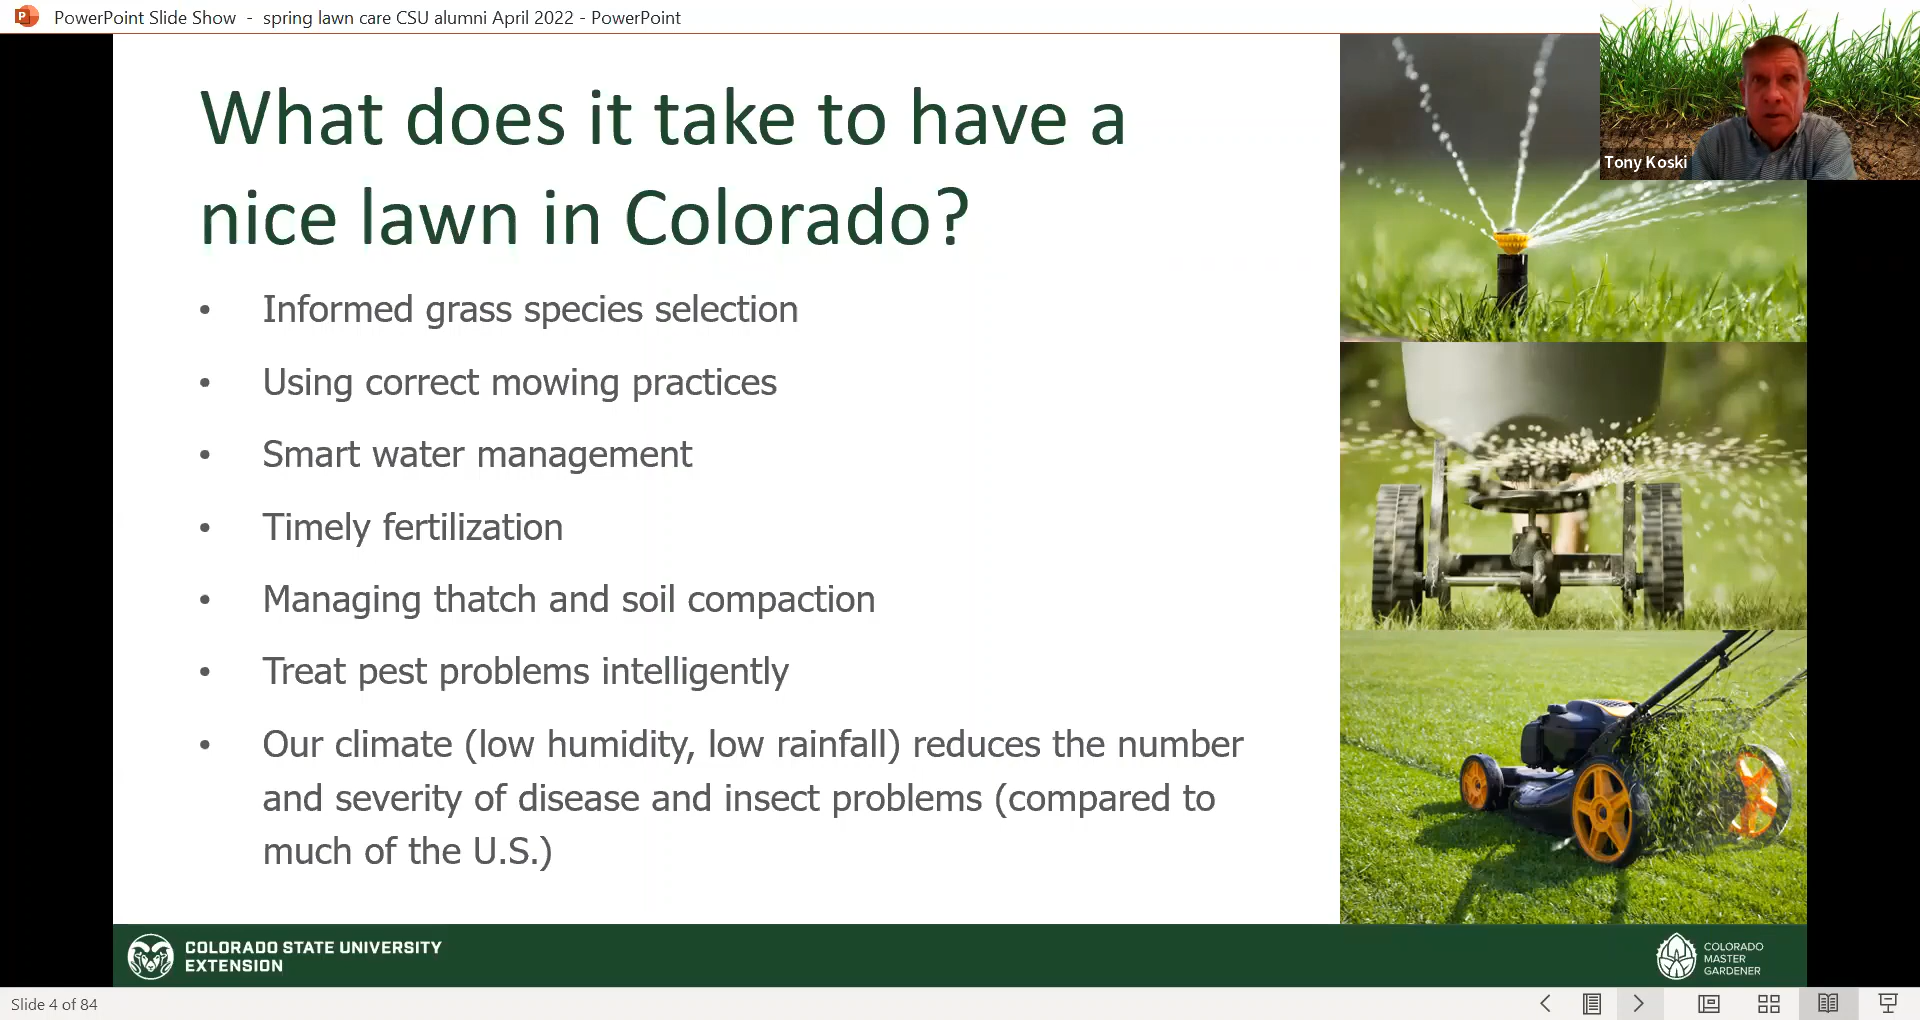 PowerPoint Slide Show - spring lawn care CSU alumni April 2022 - PowerPoint
Tony Koski
What does it take to have a
nice lawn in Colorado?
• Informed grass species selection
• Using correct mowing practices
• Smart water management
• Timely fertilization
• Managing thatch and soil compaction
• Treat pest problems intelligently
• Our climate (low humidity, low rainfall) reduces the number
and severity of disease and insect problems (compared to
much of the U.S.)
COLORADO STATE UNIVERSITY
EXTENSION
COLORADO
MASTER
GARDENER
Slide 4 of 84